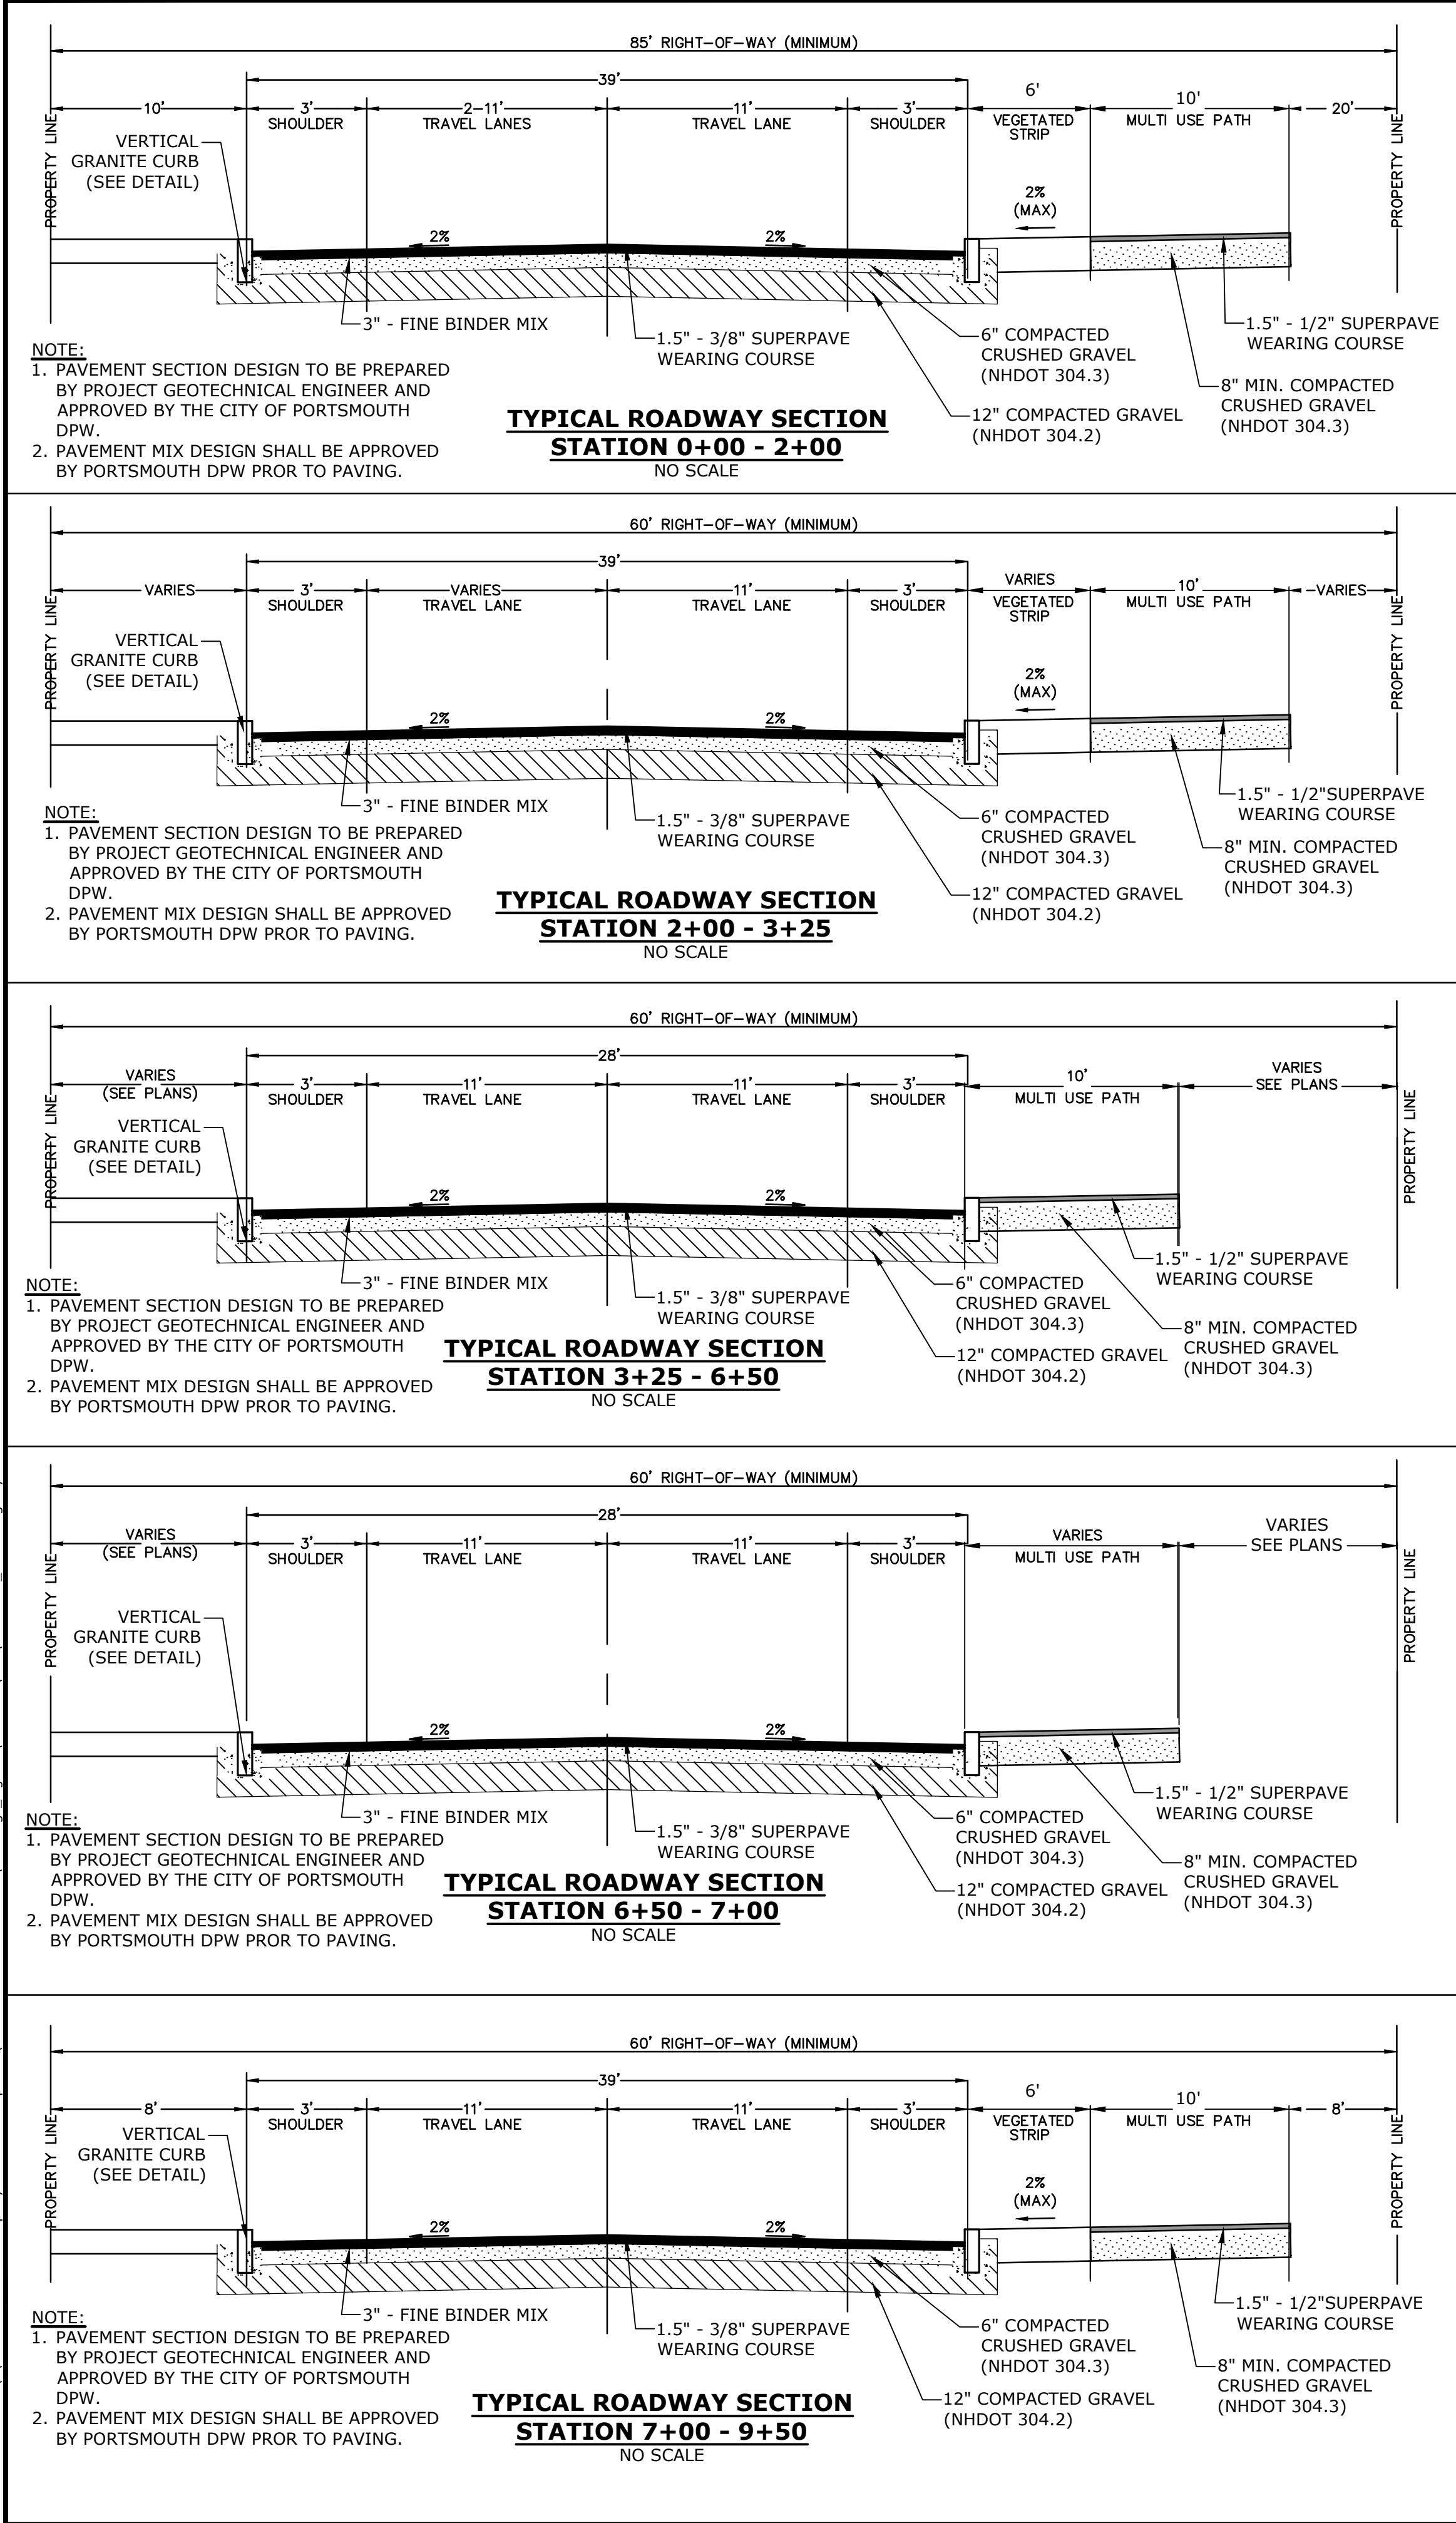 85' RIGHT-OF-WAY (MINIMUM)
39'
10' 3' 2-11' 11' 3' 6' 10' 20'
SHOULDER TRAVEL LANES TRAVEL LANE SHOULDER VEGETATED STRIP MULTI USE PATH
PROPERTY LINE
PROPERTY LINE
VERTICAL
GRANITE CURB
(SEE DETAIL)
2%
(MAX)
2% 2%
3" - FINE BINDER MIX
1.5" - 3/8" SUPERPAVE
WEARING COURSE
6" COMPACTED
CRUSHED GRAVEL
(NHDOT 304.3)
12" COMPACTED GRAVEL
(NHDOT 304.2)
1.5" - 1/2" SUPERPAVE
WEARING COURSE
8" MIN. COMPACTED
CRUSHED GRAVEL
(NHDOT 304.3)
NOTE:
1. PAVEMENT SECTION DESIGN TO BE PREPARED
BY PROJECT GEOTECHNICAL ENGINEER AND
APPROVED BY THE CITY OF PORTSMOUTH
DPW.
2. PAVEMENT MIX DESIGN SHALL BE APPROVED
BY PORTSMOUTH DPW PROR TO PAVING.
TYPICAL ROADWAY SECTION
STATION 0+00 - 2+00
NO SCALE
60' RIGHT-OF-WAY (MINIMUM)
39'
VARIES 3' VARIES 11' 3' VARIES 10' VARIES
SHOULDER TRAVEL LANE TRAVEL LANE SHOULDER VEGETATED STRIP MULTI USE PATH
PROPERTY LINE
PROPERTY LINE
VERTICAL
GRANITE CURB
(SEE DETAIL)
2%
(MAX)
2% 2%
3" - FINE BINDER MIX
1.5" - 3/8" SUPERPAVE
WEARING COURSE
6" COMPACTED
CRUSHED GRAVEL
(NHDOT 304.3)
12" COMPACTED GRAVEL
(NHDOT 304.2)
1.5" - 1/2"SUPERPAVE
WEARING COURSE
8" MIN. COMPACTED
CRUSHED GRAVEL
(NHDOT 304.3)
NOTE:
1. PAVEMENT SECTION DESIGN TO BE PREPARED
BY PROJECT GEOTECHNICAL ENGINEER AND
APPROVED BY THE CITY OF PORTSMOUTH
DPW.
2. PAVEMENT MIX DESIGN SHALL BE APPROVED
BY PORTSMOUTH DPW PROR TO PAVING.
TYPICAL ROADWAY SECTION
STATION 2+00 - 3+25
NO SCALE
60' RIGHT-OF-WAY (MINIMUM)
28'
VARIES
(SEE PLANS)
3' 11' 11' 3' 10'
SHOULDER TRAVEL LANE TRAVEL LANE SHOULDER MULTI USE PATH
VARIES
SEE PLANS
PROPERTY LINE
PROPERTY LINE
VERTICAL
GRANITE CURB
(SEE DETAIL)
2% 2%
3" - FINE BINDER MIX
1.5" - 3/8" SUPERPAVE
WEARING COURSE
6" COMPACTED
CRUSHED GRAVEL
(NHDOT 304.3)
12" COMPACTED GRAVEL
(NHDOT 304.2)
1.5" - 1/2" SUPERPAVE
WEARING COURSE
8" MIN. COMPACTED
CRUSHED GRAVEL
(NHDOT 304.3)
NOTE:
1. PAVEMENT SECTION DESIGN TO BE PREPARED
BY PROJECT GEOTECHNICAL ENGINEER AND
APPROVED BY THE CITY OF PORTSMOUTH
DPW.
2. PAVEMENT MIX DESIGN SHALL BE APPROVED
BY PORTSMOUTH DPW PROR TO PAVING.
TYPICAL ROADWAY SECTION
STATION 3+25 - 6+50
NO SCALE
60' RIGHT-OF-WAY (MINIMUM)
28'
VARIES
(SEE PLANS)
3' 11' 11' 3' VARIES
SHOULDER TRAVEL LANE TRAVEL LANE SHOULDER MULTI USE PATH
VARIES
SEE PLANS
PROPERTY LINE
PROPERTY LINE
VERTICAL
GRANITE CURB
(SEE DETAIL)
2% 2%
3" - FINE BINDER MIX
1.5" - 3/8" SUPERPAVE
WEARING COURSE
6" COMPACTED
CRUSHED GRAVEL
(NHDOT 304.3)
12" COMPACTED GRAVEL
(NHDOT 304.2)
1.5" - 1/2" SUPERPAVE
WEARING COURSE
8" MIN. COMPACTED
CRUSHED GRAVEL
(NHDOT 304.3)
NOTE:
1. PAVEMENT SECTION DESIGN TO BE PREPARED
BY PROJECT GEOTECHNICAL ENGINEER AND
APPROVED BY THE CITY OF PORTSMOUTH
DPW.
2. PAVEMENT MIX DESIGN SHALL BE APPROVED
BY PORTSMOUTH DPW PROR TO PAVING.
TYPICAL ROADWAY SECTION
STATION 6+50 - 7+00
NO SCALE
60' RIGHT-OF-WAY (MINIMUM)
39'
8' 3' 11' 11' 3' 6' 10' 8'
SHOULDER TRAVEL LANE TRAVEL LANE SHOULDER VEGETATED STRIP MULTI USE PATH
PROPERTY LINE
PROPERTY LINE
VERTICAL
GRANITE CURB
(SEE DETAIL)
2%
(MAX)
2% 2%
3" - FINE BINDER MIX
1.5" - 3/8" SUPERPAVE
WEARING COURSE
6" COMPACTED
CRUSHED GRAVEL
(NHDOT 304.3)
12" COMPACTED GRAVEL
(NHDOT 304.2)
1.5" - 1/2"SUPERPAVE
WEARING COURSE
8" MIN. COMPACTED
CRUSHED GRAVEL
(NHDOT 304.3)
NOTE:
1. PAVEMENT SECTION DESIGN TO BE PREPARED
BY PROJECT GEOTECHNICAL ENGINEER AND
APPROVED BY THE CITY OF PORTSMOUTH
DPW.
2. PAVEMENT MIX DESIGN SHALL BE APPROVED
BY PORTSMOUTH DPW PROR TO PAVING.
TYPICAL ROADWAY SECTION
STATION 7+00 - 9+50
NO SCALE